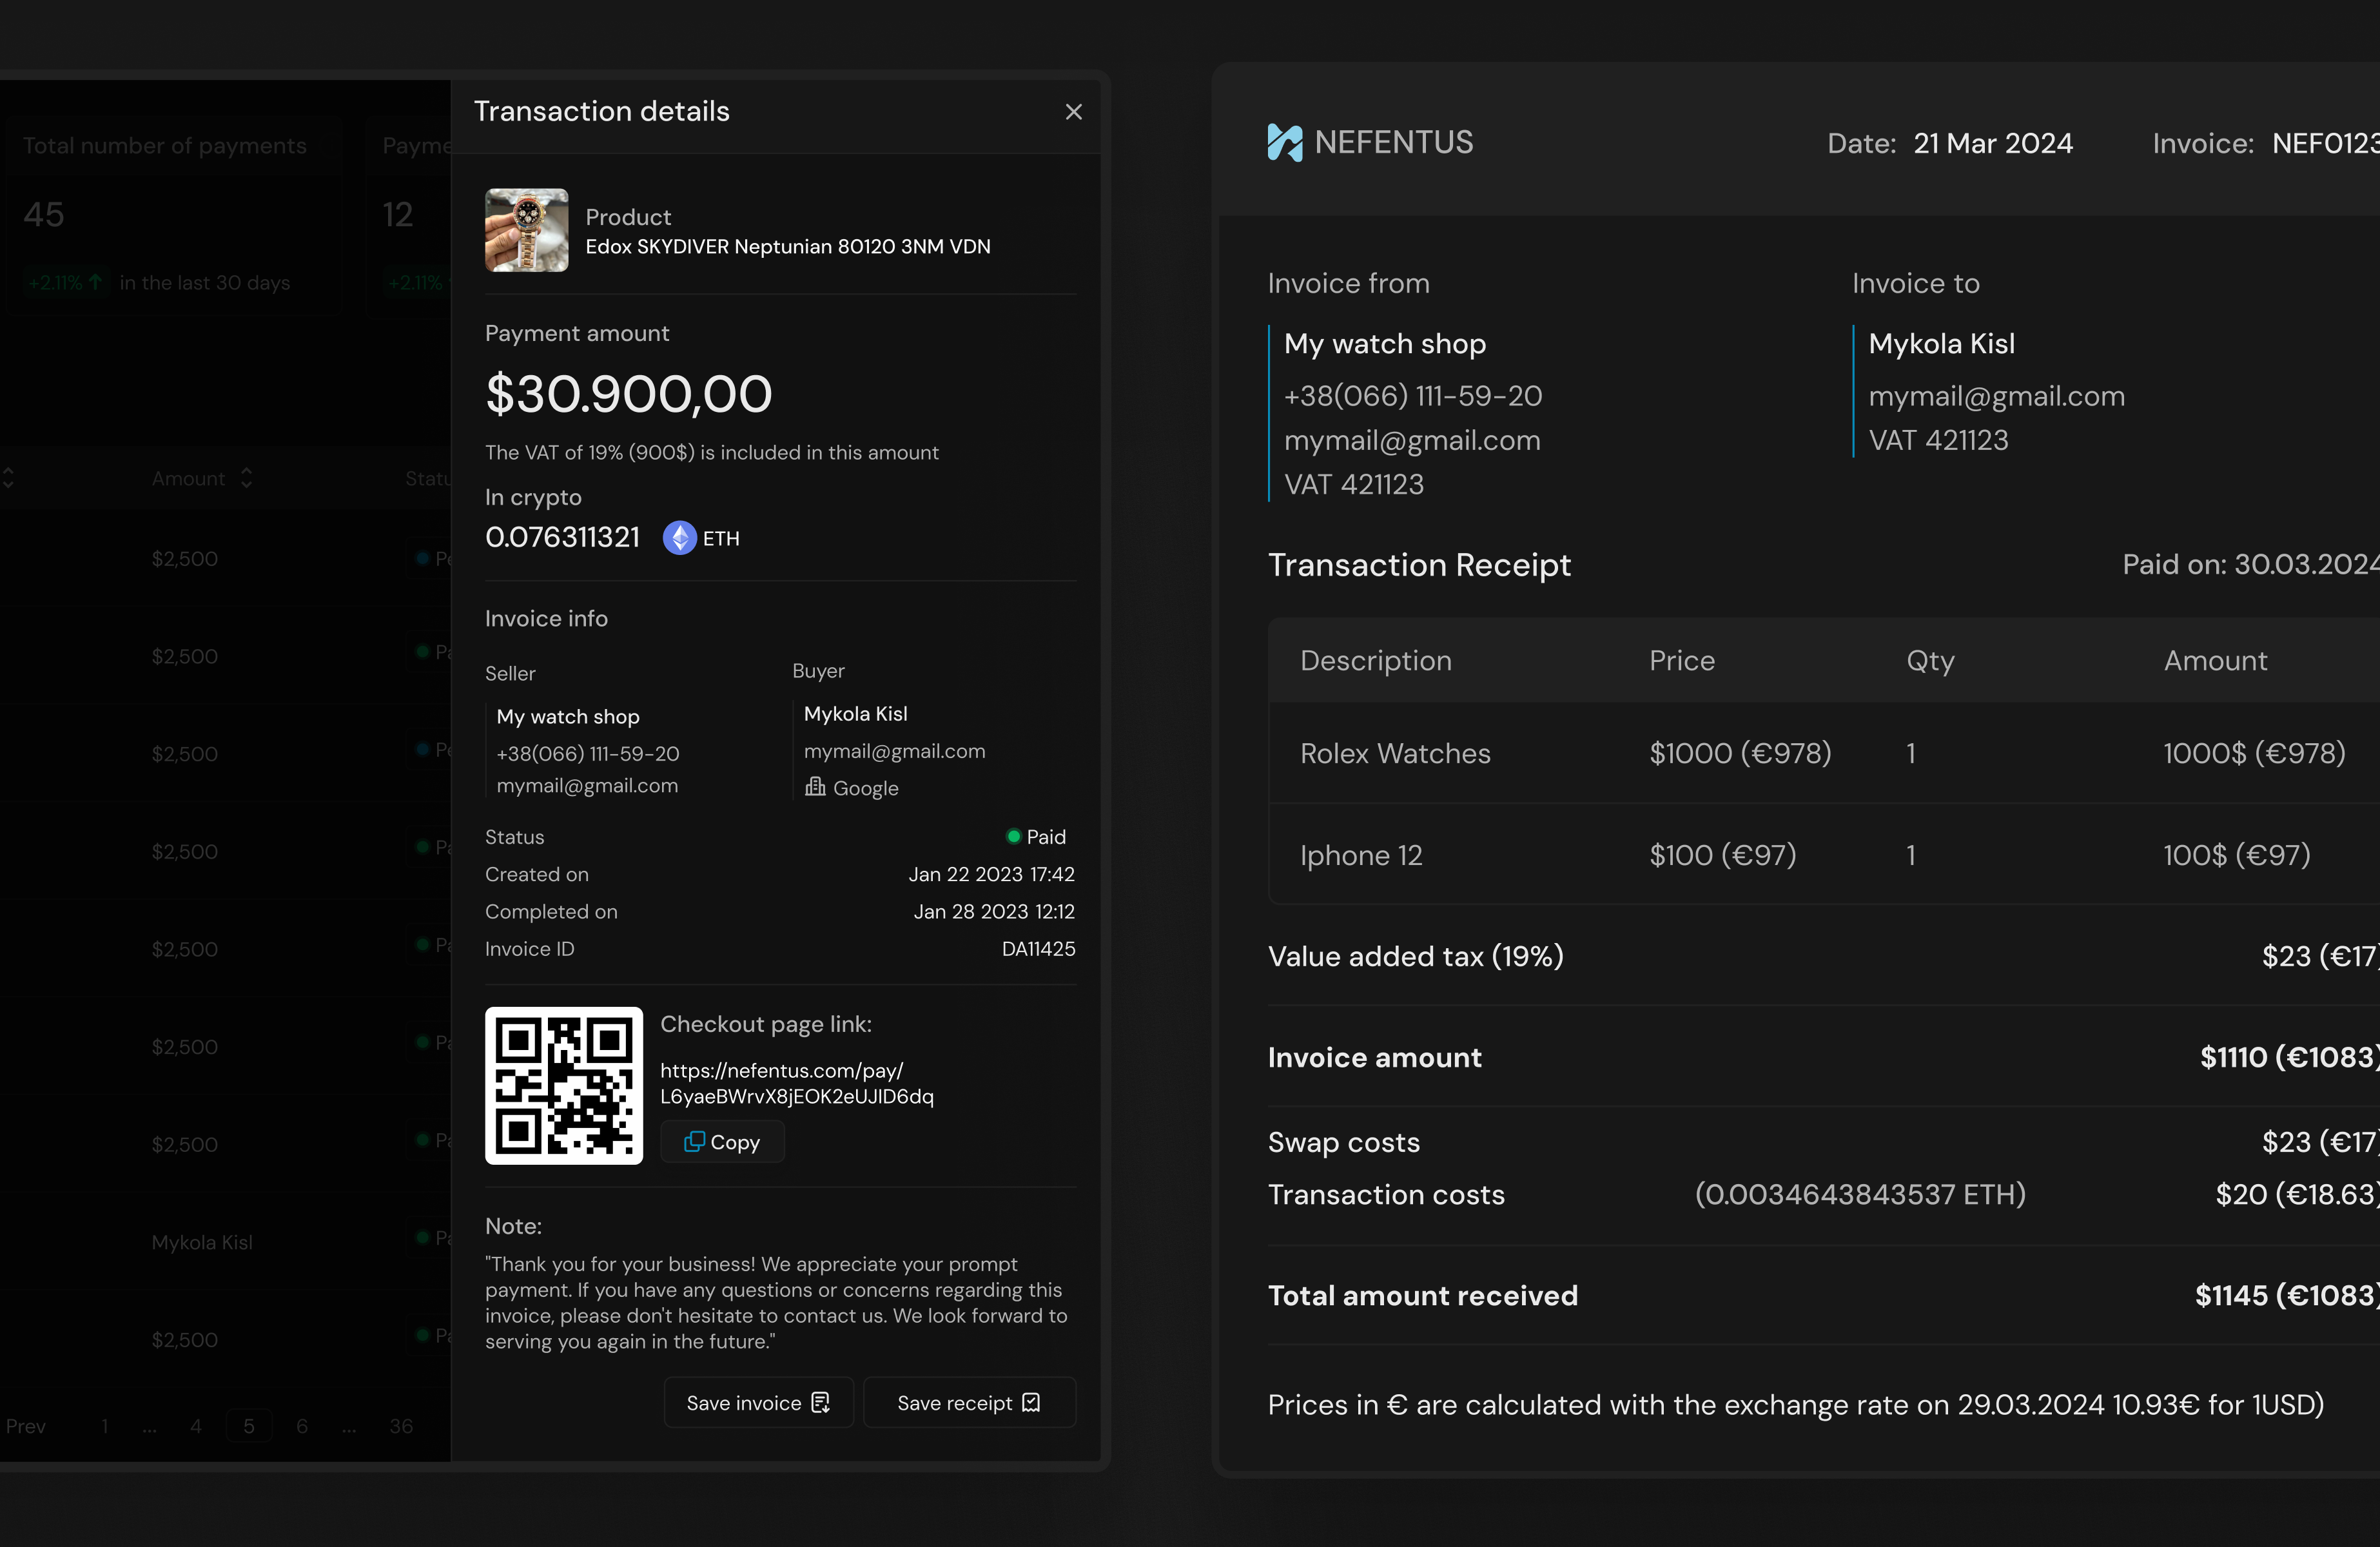 Total number of payments
45
+2.11% in the last 30 days
12
+2.11%
Amount
$2,500
$2,500
$2,500
$2,500
$2,500
$2,500
$2,500
Mykola Kisl
$2,500
Prev 1 ... 4 5 6 ... 36
Transaction details
Product
Edox SKYDIVER Neptunian 80120 3NM VDN
Payment amount
$30.900,00
The VAT of 19% (900$) is included in this amount
In crypto
0.076311321 ETH
Invoice info
Seller
My watch shop
+38(066) 111-59-20
mymail@gmail.com
Buyer
Mykola Kisl
mymail@gmail.com
Google
Status Paid
Created on Jan 22 2023 17:42
Completed on Jan 28 2023 12:12
Invoice ID DA11425
Checkout page link:
https://nefentus.com/pay/
L6yaeBWrvX8jEOK2eUJID6dq
Copy
Note:
"Thank you for your business! We appreciate your prompt
payment. If you have any questions or concerns regarding this
invoice, please don't hesitate to contact us. We look forward to
serving you again in the future."
Save invoice Save receipt
NEFENTUS
Date: 21 Mar 2024 Invoice: NEF0123
Invoice from
My watch shop
+38(066) 111-59-20
mymail@gmail.com
VAT 421123
Invoice to
Mykola Kisl
mymail@gmail.com
VAT 421123
Transaction Receipt Paid on: 30.03.2024
Description Price Qty Amount
Rolex Watches $1000 (€978) 1 1000$ (€978)
Iphone 12 $100 (€97) 1 100$ (€97)
Value added tax (19%) $23 (€17)
Invoice amount $1110 (€1083)
Swap costs $23 (€17)
Transaction costs (0.0034643843537 ETH) $20 (€18.63)
Total amount received $1145 (€1083)
Prices in € are calculated with the exchange rate on 29.03.2024 10.93€ for 1USD)